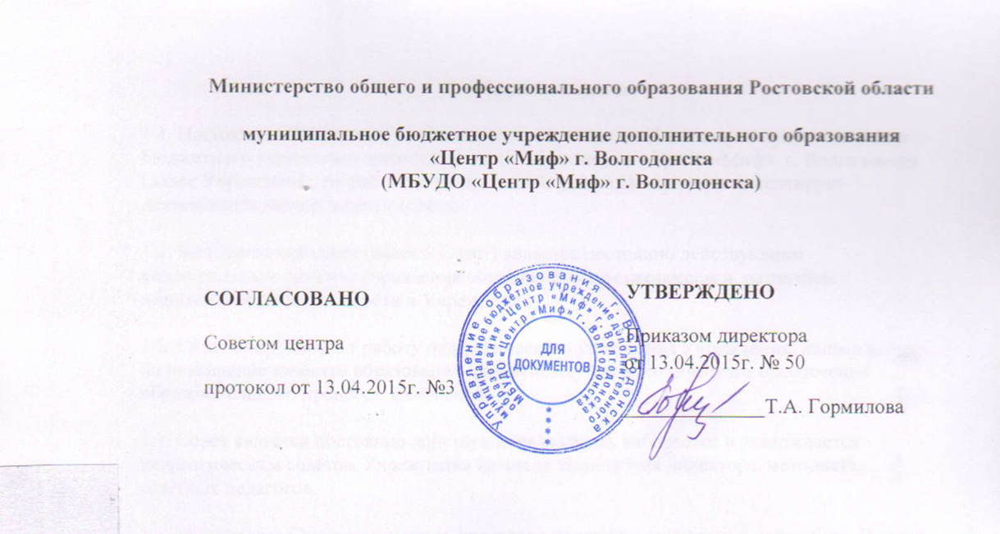 Министерство общего и профессионального образования Ростовской области
муниципальное бюджетное учреждение дополнительного образования
«Центр «Миф» г. Волгодонска
(МБУДО «Центр «Миф» г. Волгодонска)
СОГЛАСОВАНО
Советом центра
протокол от 13.04.2015г. №3
УТВЕРЖДЕНО
Приказом директора
от 13.04.2015г. № 50
Т.А. Гормилова
Управление образования г. Волгодонска
муниципальное бюджетное учреждение дополнительного
образования «Центр «Миф» г. Волгодонска
МБУДО «Центр «Миф» г. Волгодонска
ДЛЯ
ДОКУМЕНТОВ